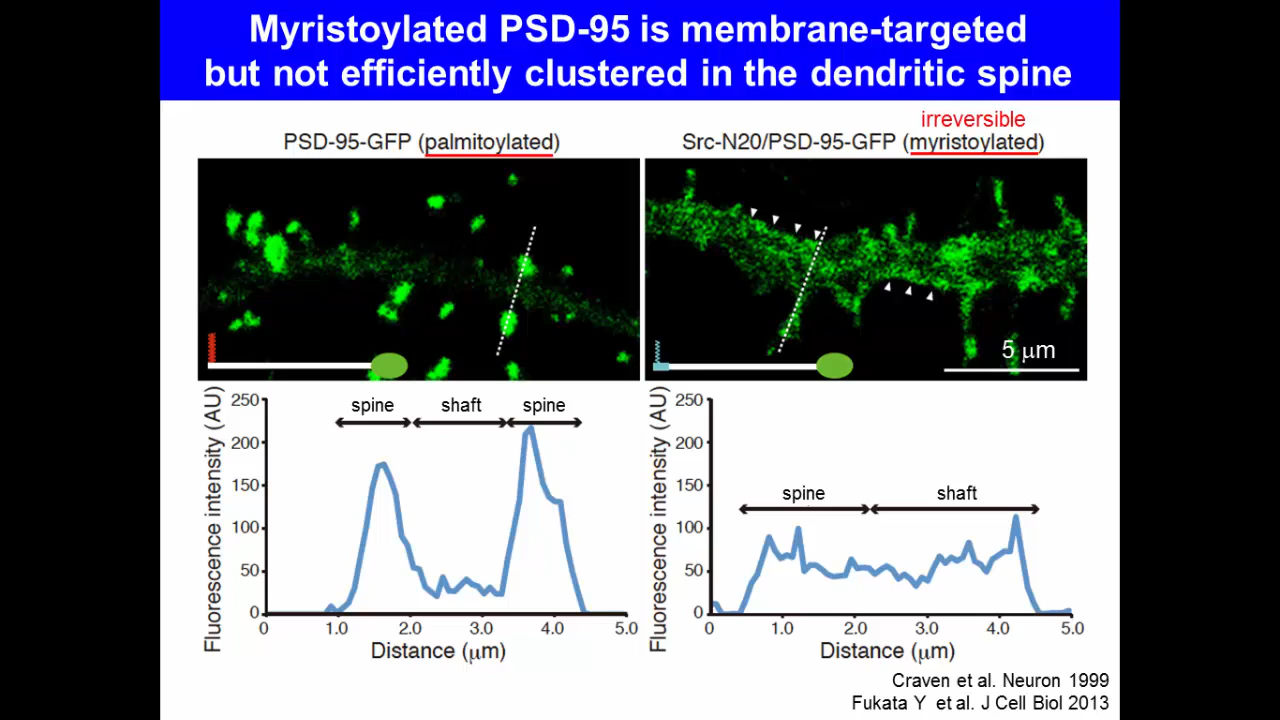 Myristoylated PSD-95 is membrane-targeted
but not efficiently clustered in the dendritic spine
irreversible
PSD-95-GFP (palmitoylated)
Src-N20/PSD-95-GFP (myristoylated)
5 μm
Fluorescence intensity (AU)
250
200
150
100
50
0
spine shaft spine
0 1.0 2.0 3.0 4.0 5.0
Distance (μm)
Fluorescence intensity (AU)
250
200
150
100
50
0
spine shaft
0 1.0 2.0 3.0 4.0 5.0
Distance (μm)
Craven et al. Neuron 1999
Fukata Y et al. J Cell Biol 2013